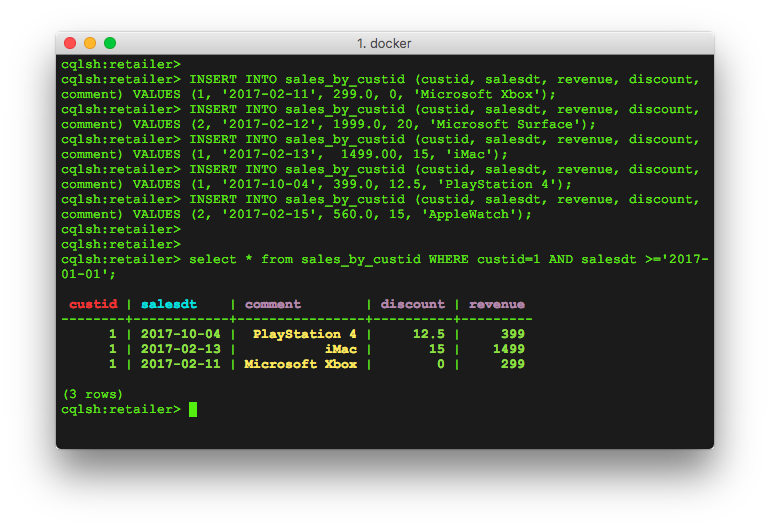 1. docker
cqlsh:retailer>
cqlsh:retailer> INSERT INTO sales_by_custid (custid, salesdt, revenue, discount,
comment) VALUES (1, '2017-02-11', 299.0, 0, 'Microsoft Xbox');
cqlsh:retailer> INSERT INTO sales_by_custid (custid, salesdt, revenue, discount,
comment) VALUES (2, '2017-02-12', 1999.0, 20, 'Microsoft Surface');
cqlsh:retailer> INSERT INTO sales_by_custid (custid, salesdt, revenue, discount,
comment) VALUES (1, '2017-02-13',  1499.00, 15, 'iMac');
cqlsh:retailer> INSERT INTO sales_by_custid (custid, salesdt, revenue, discount,
comment) VALUES (1, '2017-10-04', 399.0, 12.5, 'PlayStation 4');
cqlsh:retailer> INSERT INTO sales_by_custid (custid, salesdt, revenue, discount,
comment) VALUES (2, '2017-02-15', 560.0, 15, 'AppleWatch');
cqlsh:retailer>
cqlsh:retailer>
cqlsh:retailer> select * from sales_by_custid WHERE custid=1 AND salesdt >='2017-
01-01';
 custid | salesdt    | comment        | discount | revenue
--------+------------+----------------+----------+---------
      1 | 2017-10-04 |  PlayStation 4 |     12.5 |     399
      1 | 2017-02-13 |           iMac |       15 |    1499
      1 | 2017-02-11 | Microsoft Xbox |        0 |     299
(3 rows)
cqlsh:retailer>